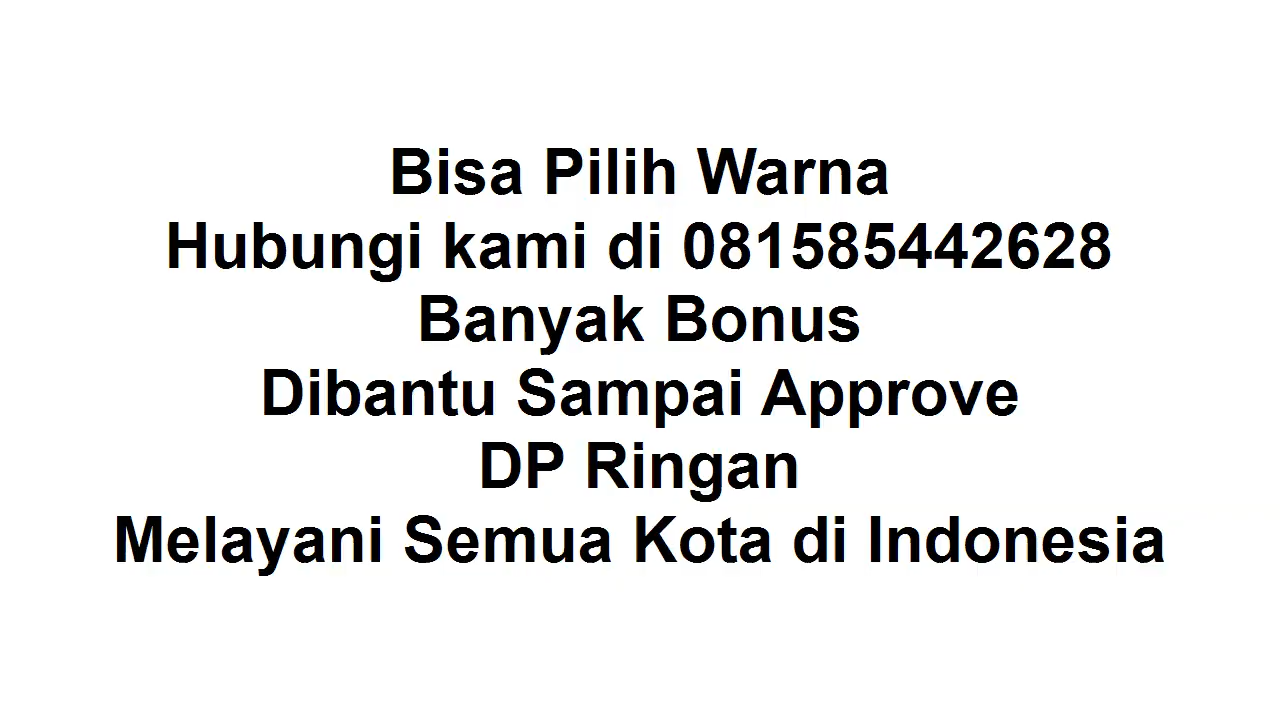 Bisa Pilih Warna
Hubungi kami di 081585442628
Banyak Bonus
Dibantu Sampai Approve
DP Ringan
Melayani Semua Kota di Indonesia